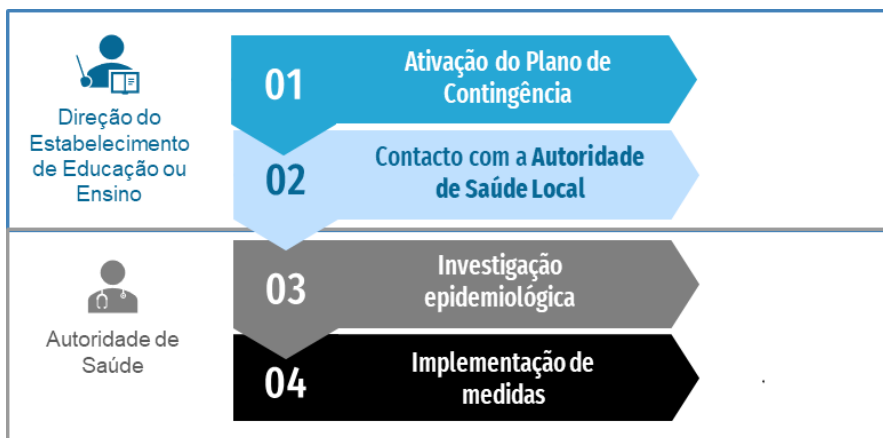 Direção do
Estabelecimento
de Educação ou
Ensino
01
Ativação do Plano de
Contingência
02
Contacto com a Autoridade
de Saúde Local
Autoridade de
Saúde
03
Investigação
epidemiológica
04
Implementação de
medidas
.